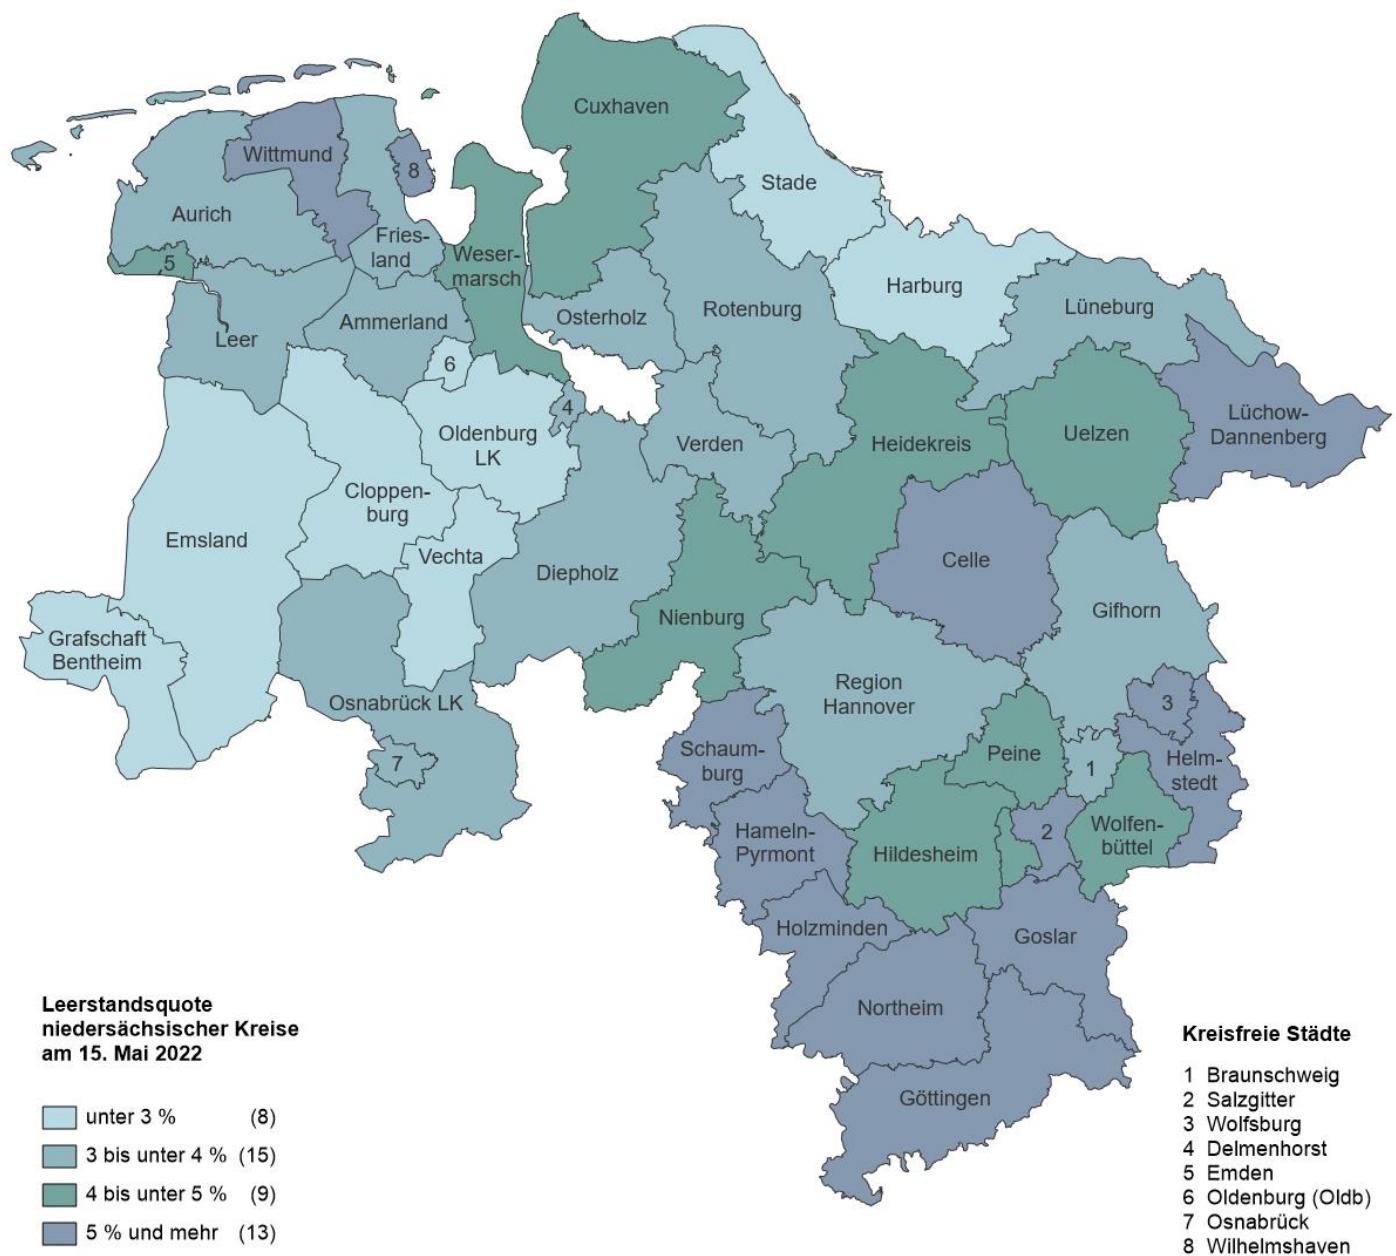 Cuxhaven
Wittmund
8
Stade
Aurich
Fries-
land
Weser-
marsch
5
Harburg
Ammerland
Osterholz
Rotenburg
Lüneburg
Leer
6
4
Oldenburg
LK
Verden
Heidekreis
Uelzen
Lüchow-
Dannenberg
Cloppen-
burg
Emsland
Vechta
Diepholz
Celle
Nienburg
Gifhorn
Grafschaft
Bentheim
Osnabrück LK
Region
Hannover
3
7
Schaum-
burg
Peine
1
Helm-
stedt
Hameln-
Pyrmont
Hildesheim
2
Wolfen-
büttel
Holzminden
Goslar
Northeim
Göttingen
Leerstandsquote
niedersächsischer Kreise
am 15. Mai 2022
unter 3 % (8)
3 bis unter 4 % (15)
4 bis unter 5 % (9)
5 % und mehr (13)
Kreisfreie Städte
1 Braunschweig
2 Salzgitter
3 Wolfsburg
4 Delmenhorst
5 Emden
6 Oldenburg (Oldb)
7 Osnabrück
8 Wilhelmshaven